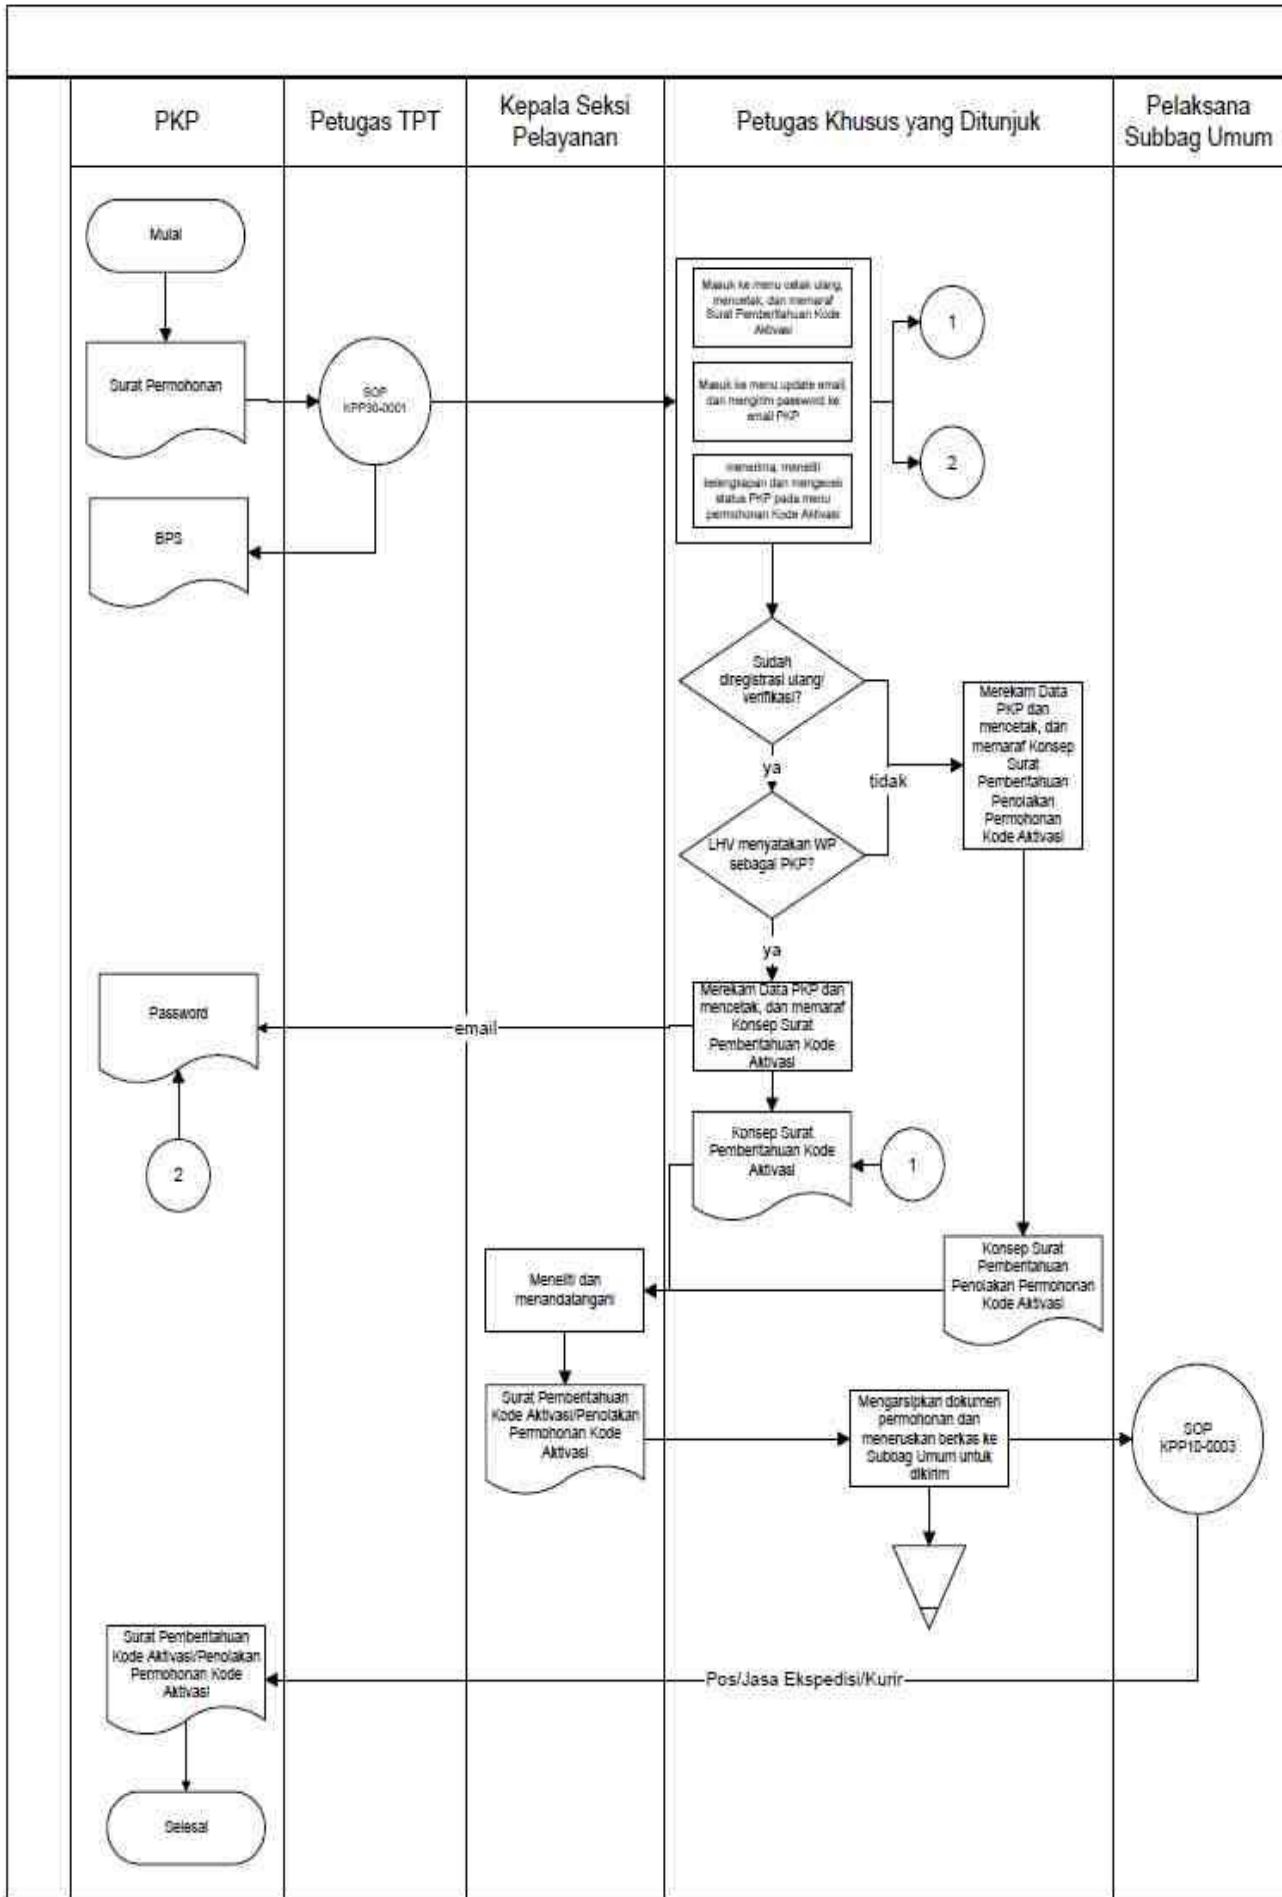 PKP
Petugas TPT
Kepala Seksi
Pelayanan
Petugas Khusus yang Ditunjuk
Pelaksana
Subbag Umum
Mulai
Surat Permohonan
SOP
KPP30-0001
BPS
Masuk ke menu cetak ulang,
mencetak, dan memaraf
Surat Pemberitahuan Kode
Aktivasi
Masuk ke menu update email,
dan mengirim password ke
email PKP
menerima, meneliti
kelengkapan dan mengecek
status PKP pada menu
permohonan Kode Aktivasi
1
2
Sudah
diregistrasi ulang/
verifikasi?
ya
tidak
Merekam Data
PKP dan
mencetak, dan
memaraf Konsep
Surat
Pemberitahuan
Penolakan
Permohonan
Kode Aktivasi
LHV menyatakan WP
sebagai PKP?
ya
Merekam Data PKP dan
mencetak, dan memaraf
Konsep Surat
Pemberitahuan Kode
Aktivasi
email
Password
2
Konsep Surat
Pemberitahuan Kode
Aktivasi
1
Konsep Surat
Pemberitahuan
Penolakan Permohonan
Kode Aktivasi
Meneliti dan
menandatangani
Surat Pemberitahuan
Kode Aktivasi/Penolakan
Permohonan Kode
Aktivasi
Mengarsipkan dokumen
permohonan dan
meneruskan berkas ke
Subbag Umum untuk
dikirim
SOP
KPP10-0003
Pos/Jasa Ekspedisi/Kurir
Surat Pemberitahuan
Kode Aktivasi/Penolakan
Permohonan Kode
Aktivasi
Selesai